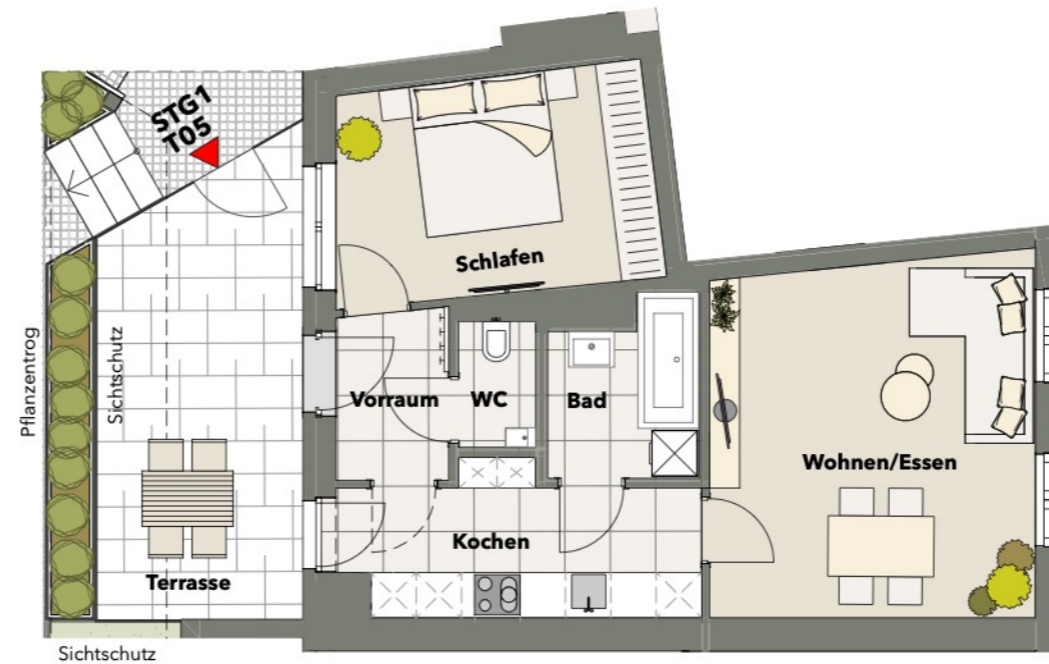 STG1
T05
Schlafen
Pflanzentrog
Sichtschutz
Vorraum
WC
Bad
Wohnen/Essen
Kochen
Terrasse
Sichtschutz